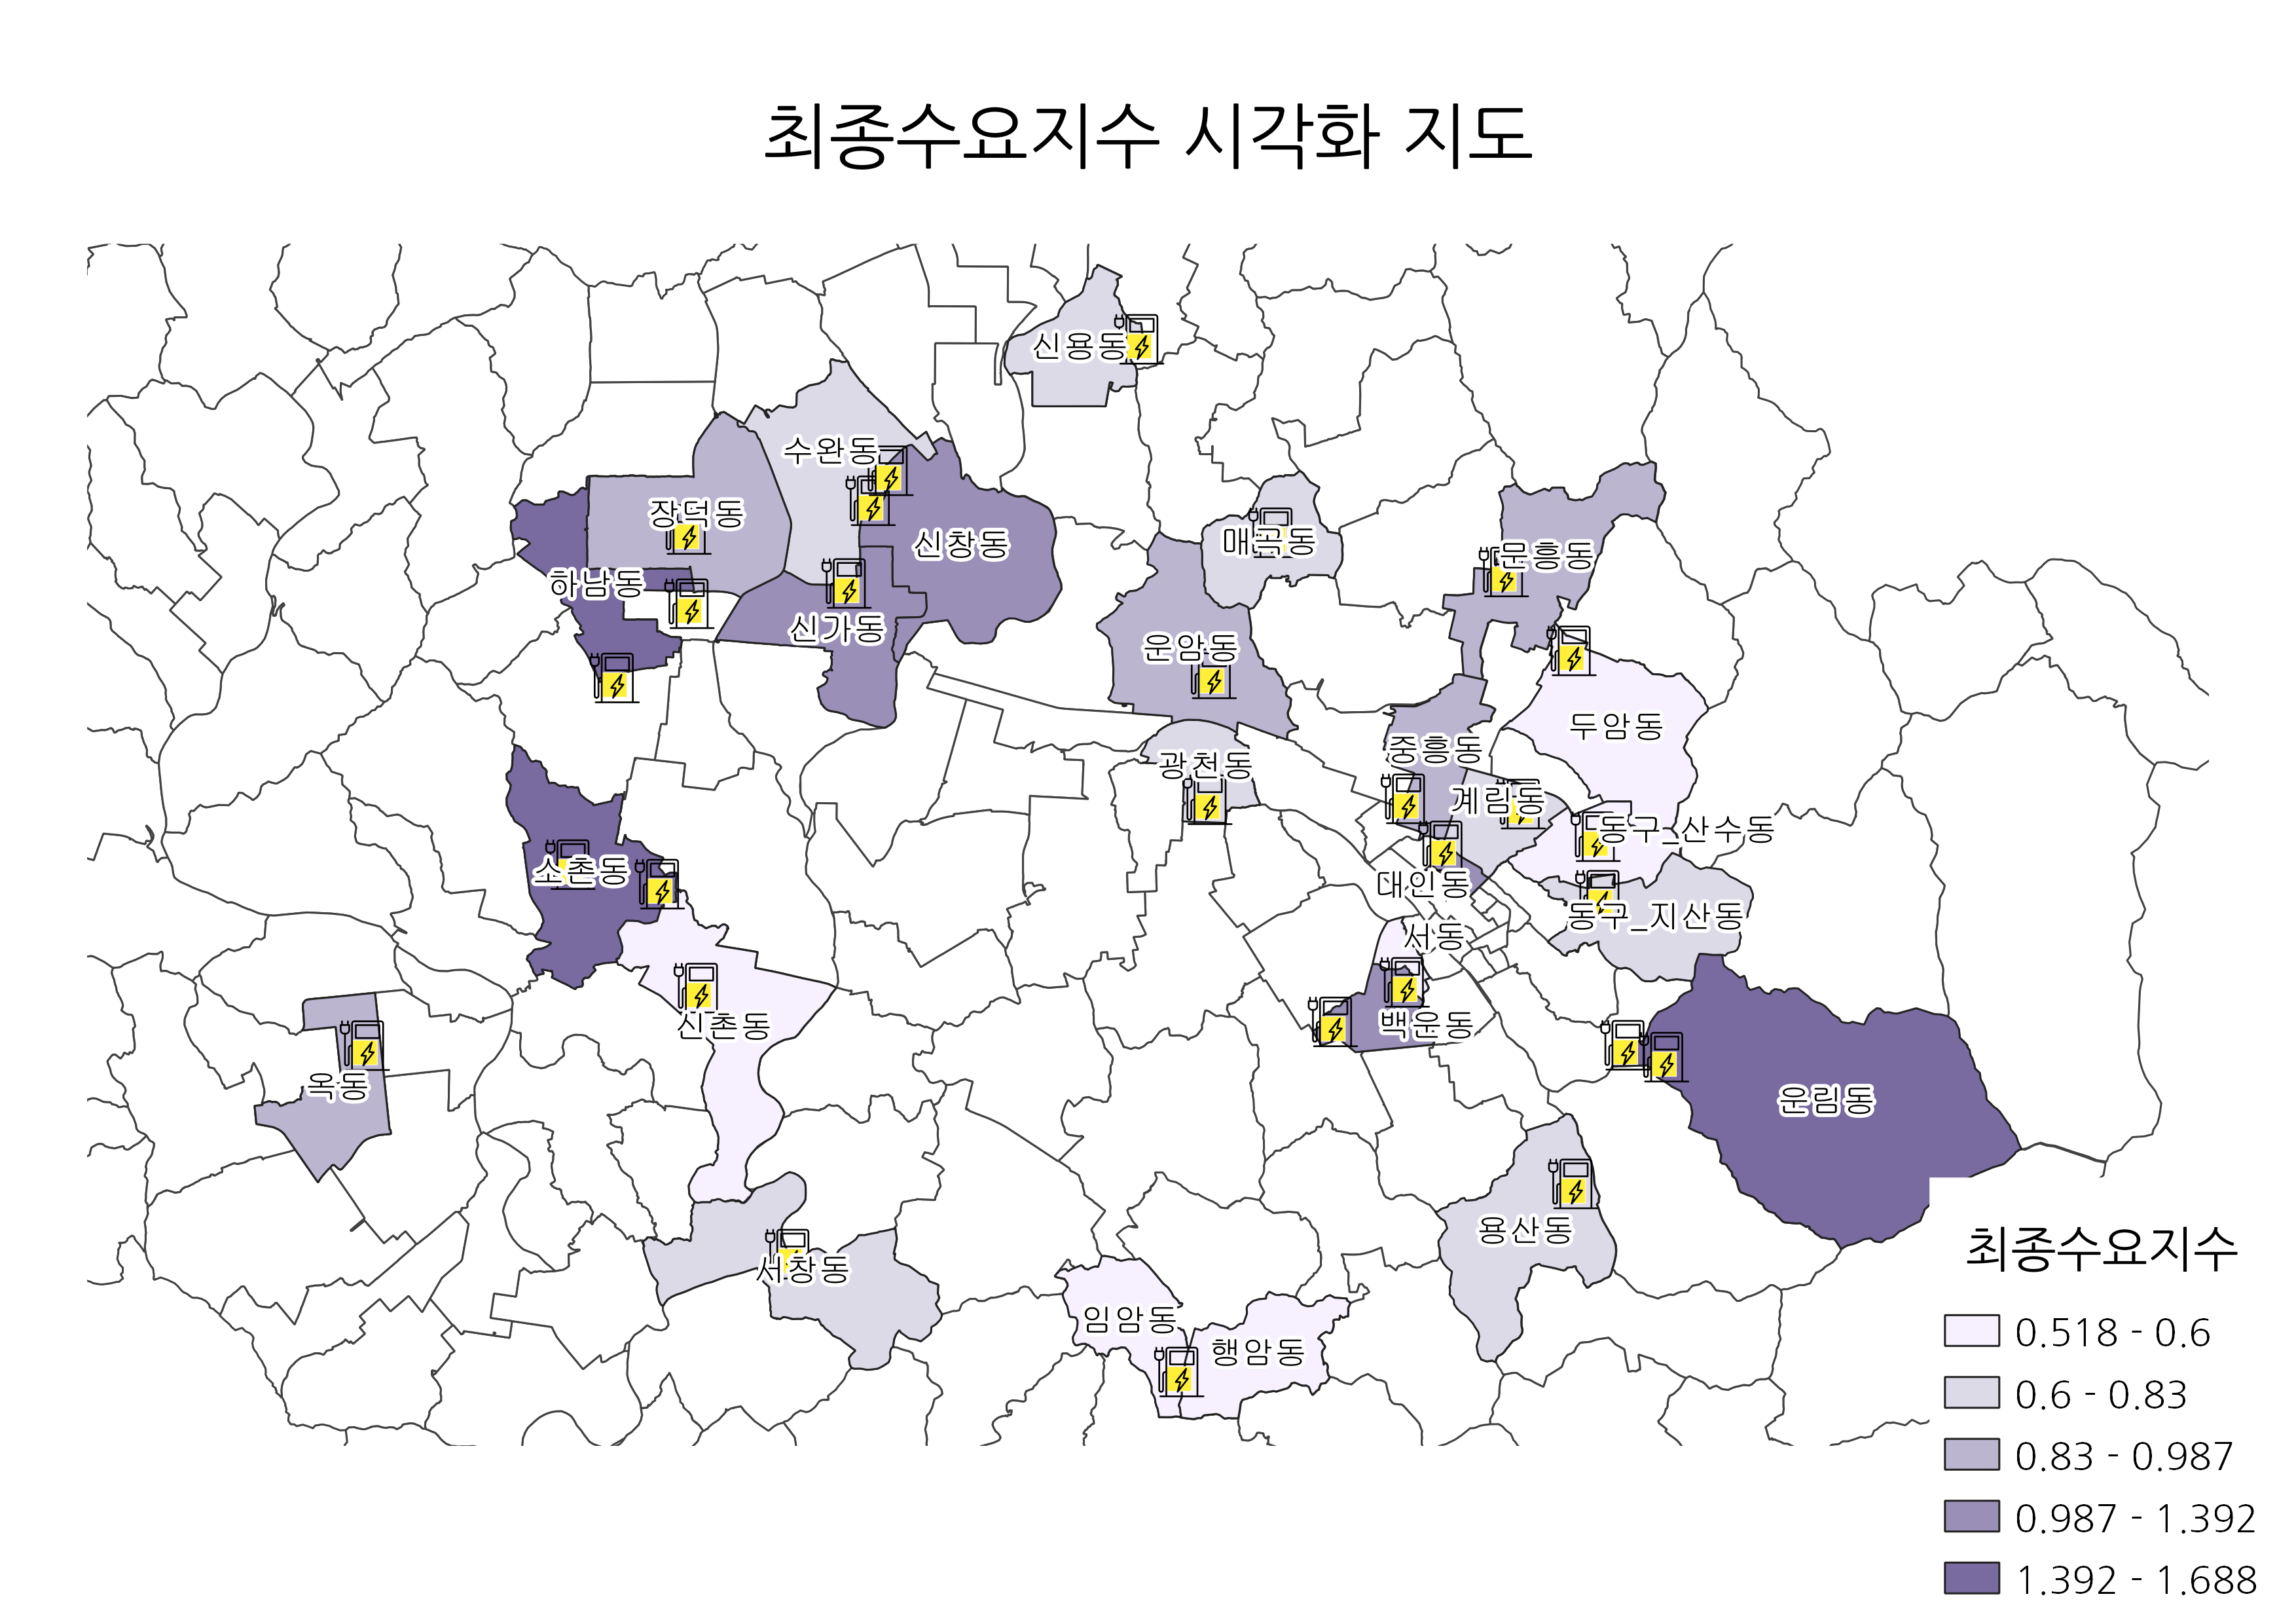 최종수요지수 시각화 지도
신용동
수완동
장덕동
신창동
매곡동
문흥동
하남동
신가동
운암동
두암동
중흥동
광천동
계림동
동구_산수동
소촌동
대인동
동구_지산동
서동
신촌동
백운동
옥동
운림동
용산동
서창동
임암동
행암동
최종수요지수
0.518 - 0.6
0.6 - 0.83
0.83 - 0.987
0.987 - 1.392
1.392 - 1.688